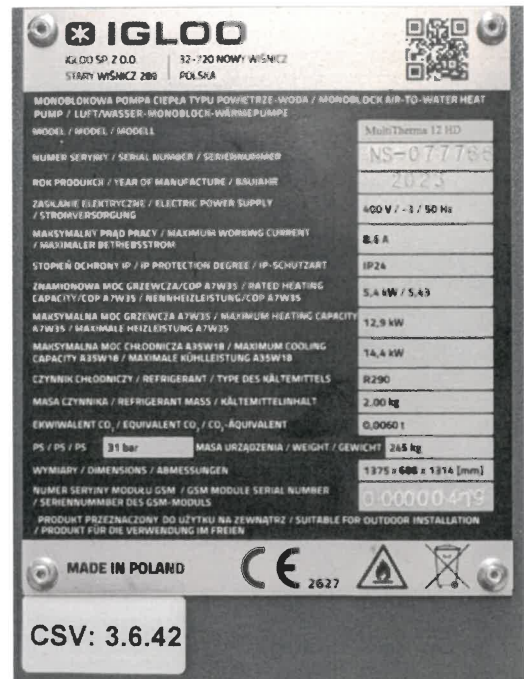 IGLOO
IGLOO SP. Z O.O. 32-720 NOWY WIŚNICZ
STARY WIŚNICZ 289 POLSKA
MONOBLOKOWA POMPA CIEPŁA TYPU POWIETRZE-WODA / MONOBLOCK AIR-TO-WATER HEAT
PUMP / LUFT/WASSER-MONOBLOCK-WÄRMEPUMPE
MODEL / MODEL / MODELL MultiTherma 12 HD
NUMER SERYJNY / SERIAL NUMBER / SERIENNUMMER NS-077766
ROK PRODUKCJI / YEAR OF MANUFACTURE / BAUJAHR 2023
ZASILANIE ELEKTRYCZNE / ELECTRIC POWER SUPPLY
/ STROMVERSORGUNG 400 V / ~3 / 50 Hz
MAKSYMALNY PRĄD PRACY / MAXIMUM WORKING CURRENT
/ MAXIMALER BETRIEBSSTROM 8.6 A
STOPIEŃ OCHRONY IP / IP PROTECTION DEGREE / IP-SCHUTZART IP24
ZNAMIONOWA MOC GRZEWCZA/COP A7W35 / RATED HEATING
CAPACITY/COP A7W35 / NENNHEIZLEISTUNG/COP A7W35 5,4 kW / 5,43
MAKSYMALNA MOC GRZEWCZA A7W35 / MAXIMUM HEATING CAPACITY
A7W35 / MAXIMALE HEIZLEISTUNG A7W35 12,9 kW
MAKSYMALNA MOC CHŁODNICZA A35W18 / MAXIMUM COOLING
CAPACITY A35W18 / MAXIMALE KÜHLLEISTUNG A35W18 14,4 kW
CZYNNIK CHŁODNICZY / REFRIGERANT / TYPE DES KÄLTEMITTELS R290
MASA CZYNNIKA / REFRIGERANT MASS / KÄLTEMITTELINHALT 2,00 kg
EKWIWALENT CO₂ / EQUIVALENT CO₂ / CO₂-ÄQUIVALENT 0,0060 t
PS / PS / PS 31 bar MASA URZĄDZENIA / WEIGHT / GEWICHT 245 kg
WYMIARY / DIMENSIONS / ABMESSUNGEN 1375 x 686 x 1314 [mm]
NUMER SERYJNY MODUŁU GSM / GSM MODULE SERIAL NUMBER
/ SERIENNUMMBER DES GSM-MODULS 0-00000419
PRODUKT PRZEZNACZONY DO UŻYTKU NA ZEWNĄTRZ / SUITABLE FOR OUTDOOR INSTALLATION
/ PRODUKT FÜR DIE VERWENDUNG IM FREIEN
MADE IN POLAND CE 2627
CSV: 3.6.42